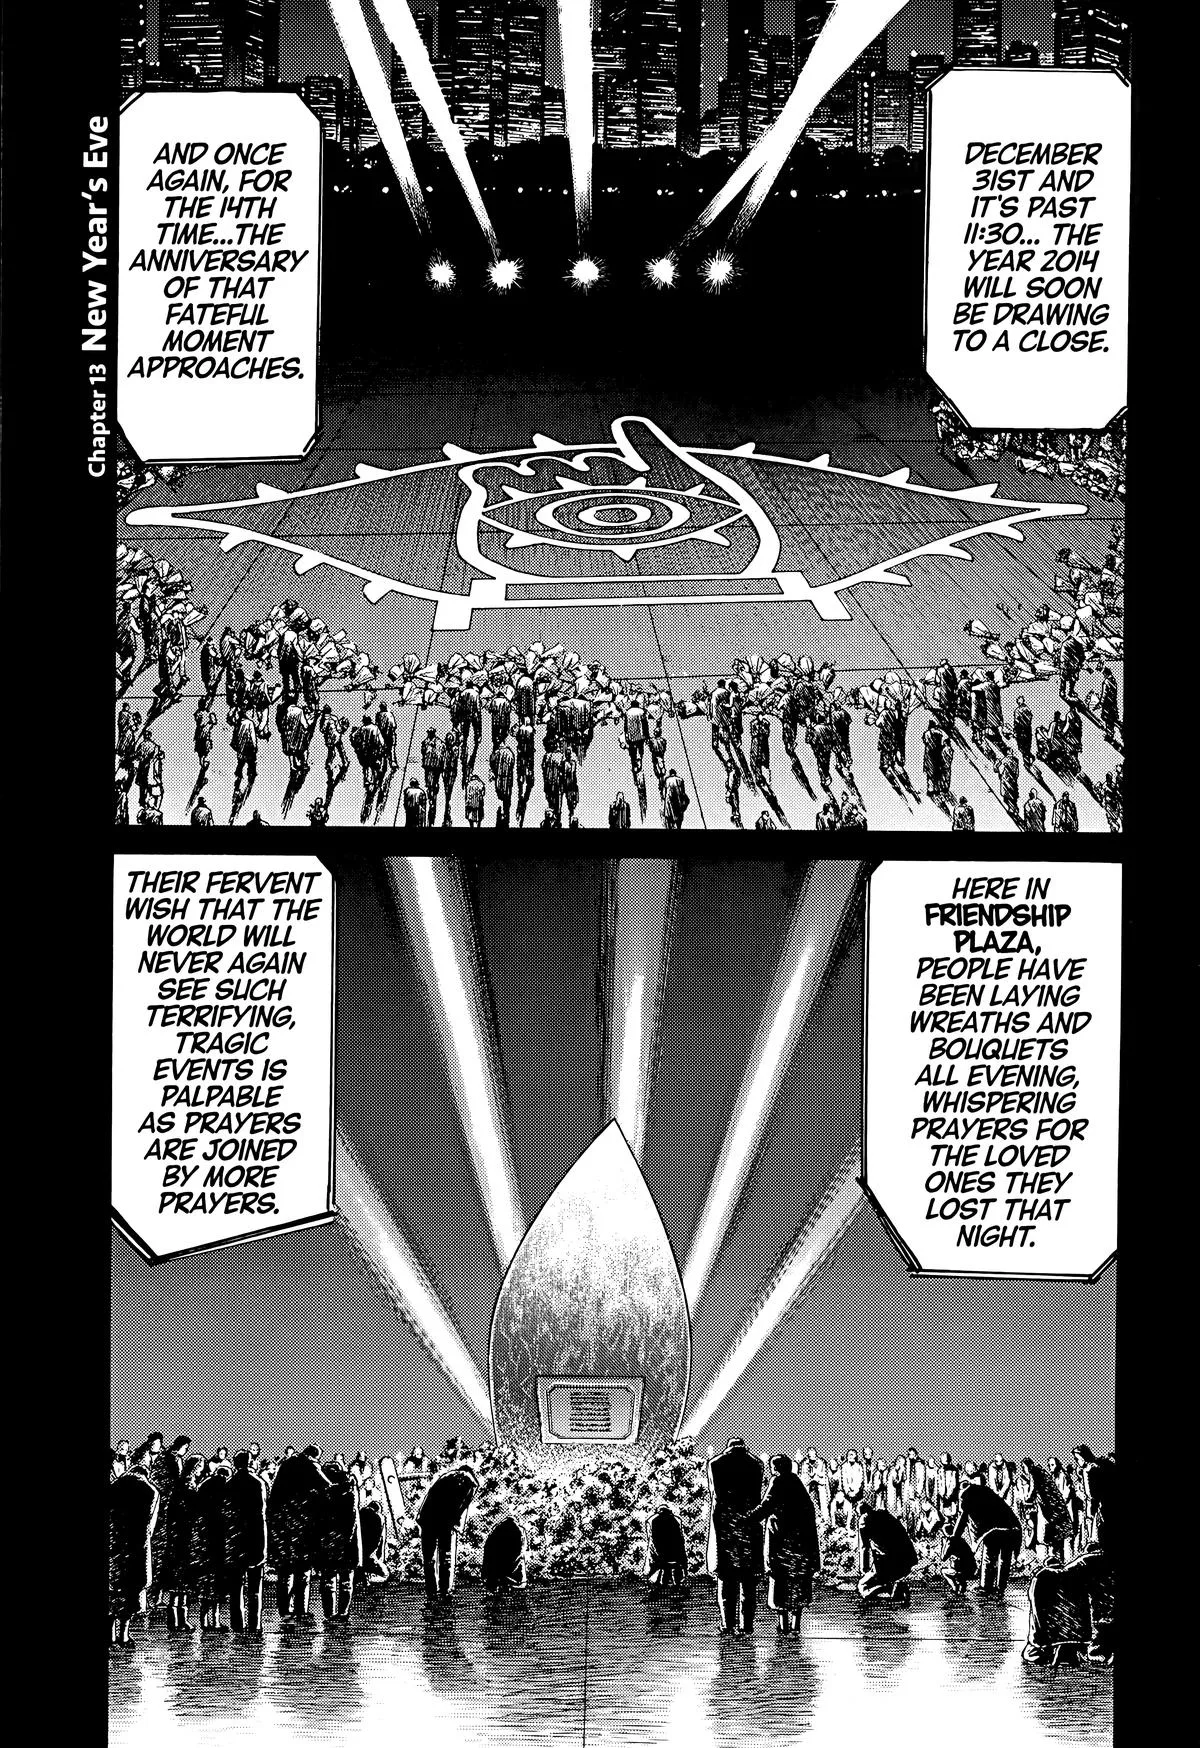 Chapter 13 New Year's Eve
DECEMBER
31ST AND
IT'S PAST
11:30... THE
YEAR 2014
WILL SOON
BE DRAWING
TO A CLOSE.
AND ONCE
AGAIN, FOR
THE 14TH
TIME...THE
ANNIVERSARY
OF THAT
FATEFUL
MOMENT
APPROACHES.
HERE IN
FRIENDSHIP
PLAZA,
PEOPLE HAVE
BEEN LAYING
WREATHS AND
BOUQUETS
ALL EVENING,
WHISPERING
PRAYERS FOR
THE LOVED
ONES THEY
LOST THAT
NIGHT.
THEIR FERVENT
WISH THAT THE
WORLD WILL
NEVER AGAIN
SEE SUCH
TERRIFYING,
TRAGIC
EVENTS IS
PALPABLE
AS PRAYERS
ARE JOINED
BY MORE
PRAYERS.